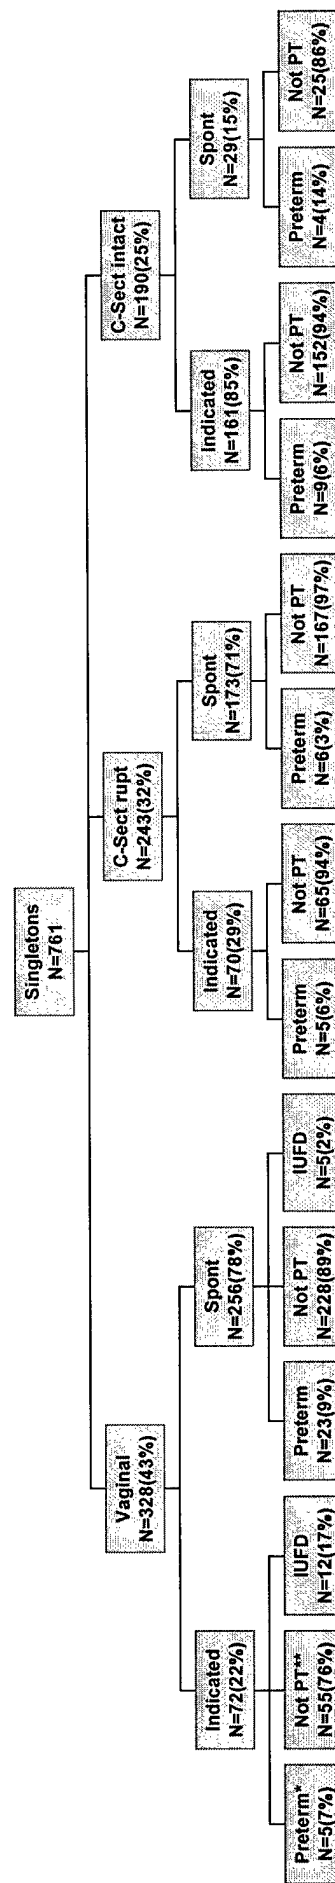 Singletons
N=761
Vaginal
N=328(43%)
C-Sect rupt
N=243(32%)
C-Sect intact
N=190(25%)
Indicated
N=72(22%)
Spont
N=256(78%)
Indicated
N=70(29%)
Spont
N=173(71%)
Indicated
N=161(85%)
Spont
N=29(15%)
Preterm*
N=5(7%)
Not PT**
N=55(76%)
IUFD
N=12(17%)
Preterm
N=23(9%)
Not PT
N=228(89%)
IUFD
N=5(2%)
Preterm
N=5(6%)
Not PT
N=65(94%)
Preterm
N=6(3%)
Not PT
N=167(97%)
Preterm
N=9(6%)
Not PT
N=152(94%)
Preterm
N=4(14%)
Not PT
N=25(86%)